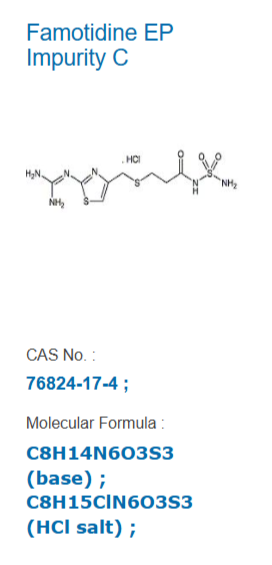 Famotidine EP
Impurity C
. HCl
O
O O
H₂N
N
N
S
S
N
H
NH₂
NH₂
S
CAS No. :
76824-17-4 ;
Molecular Formula :
C8H14N6O3S3
(base) ;
C8H15ClN6O3S3
(HCl salt) ;